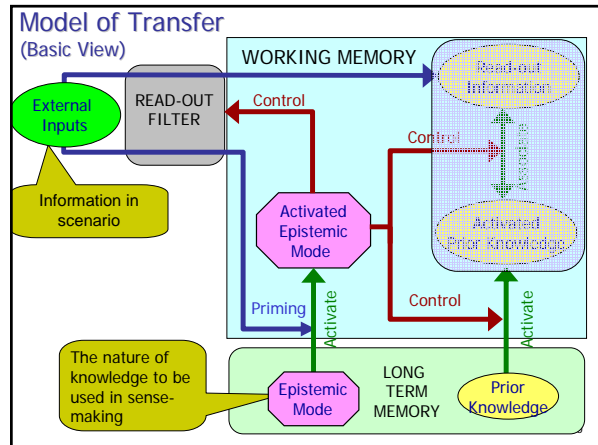 Model of Transfer
(Basic View)
WORKING MEMORY
READ-OUT
FILTER
External
Inputs
Control
Read-out
Information
Control
Associate
Information in
scenario
Activated
Epistemic
Mode
Activated
Prior Knowledge
Control
Priming
Activate
Activate
The nature of
knowledge to be
used in sense-
making
Epistemic
Mode
LONG
TERM
MEMORY
Prior
Knowledge